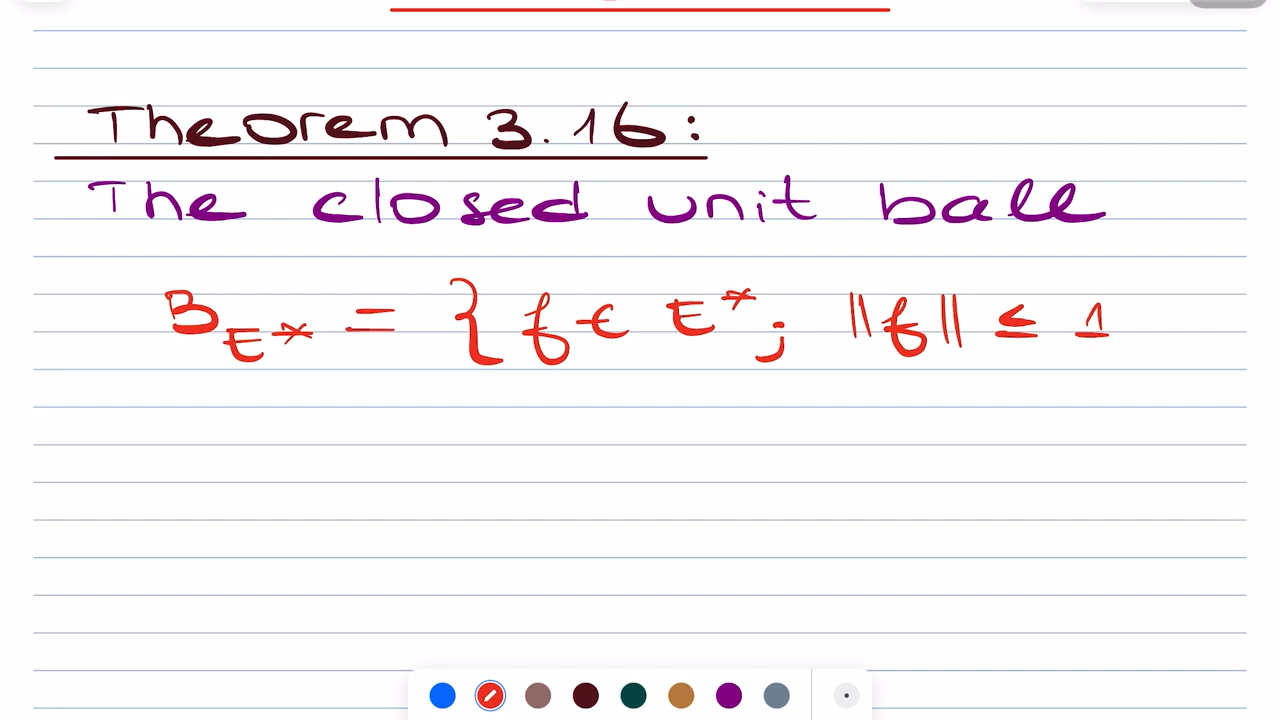 Theorem 3.16:
The closed unit ball
B_{E*} = { f ∈ E*; ||f|| ≤ 1